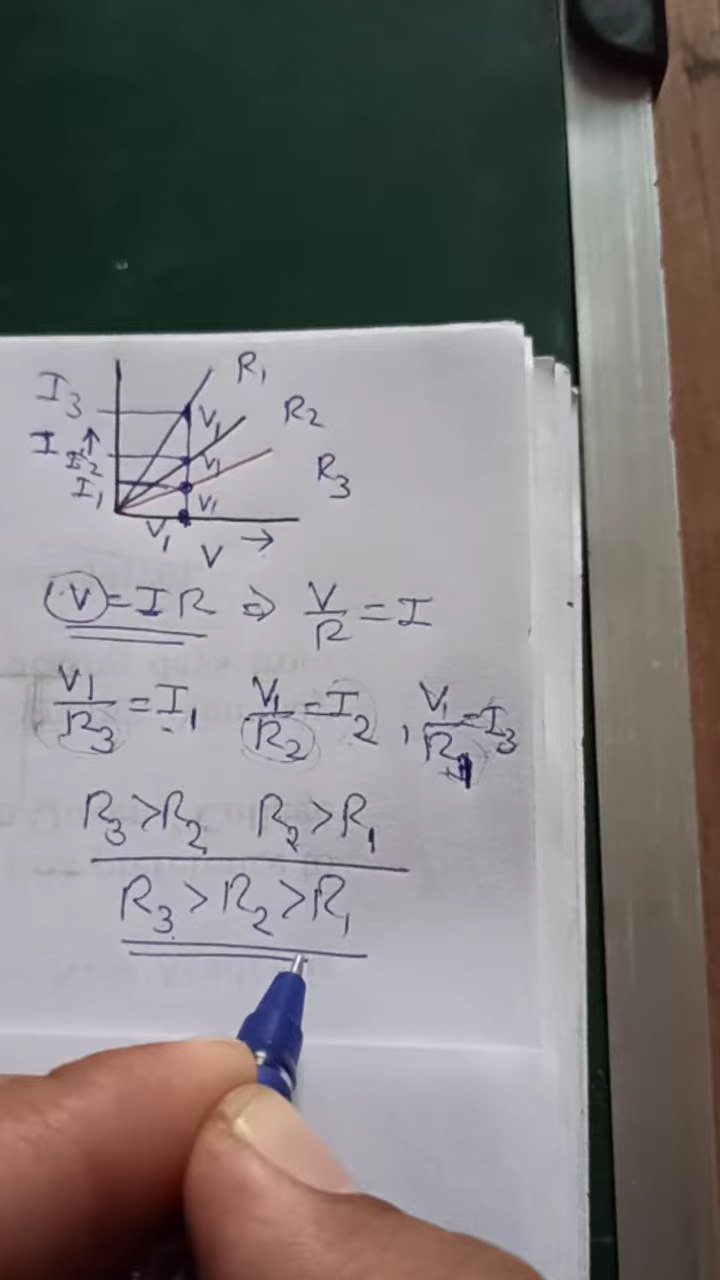 R1
I3
V1
R2
I
I2
V1
R3
I1
V1
V1
V →
V = IR ⇒ V/R = I
V1/R3 = I1 V1/R2 = I2 , V1/R1 = I3
R3 > R2 R2 > R1
R3 > R2 > R1